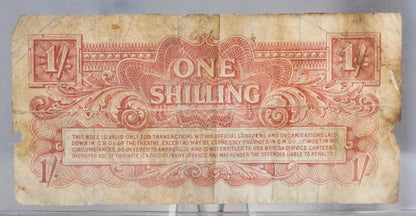 1/- 1/-
ONE
SHILLING
THIS NOTE IS VALID ONLY FOR TRANSACTIONS WITHIN OFFICIAL CANTEENS AND ORGANISATIONS LAID
DOWN IN G.R.O's OF THE THEATRE. EXCEPT AS MAY BE EXPRESSLY PROVIDED IN G.R.O's. IT MUST IN NO
CIRCUMSTANCES BE OFFERED TO ANY PERSON WHO IS NOT ENTITLED TO USE BRITISH SERVICE CANTEENS.
IMPROPER USE OF THIS NOTE IS A DISCIPLINARY OFFENCE AND MAY RENDER THE OFFENDER LIABLE TO PENALTIES.
1/- 1/-